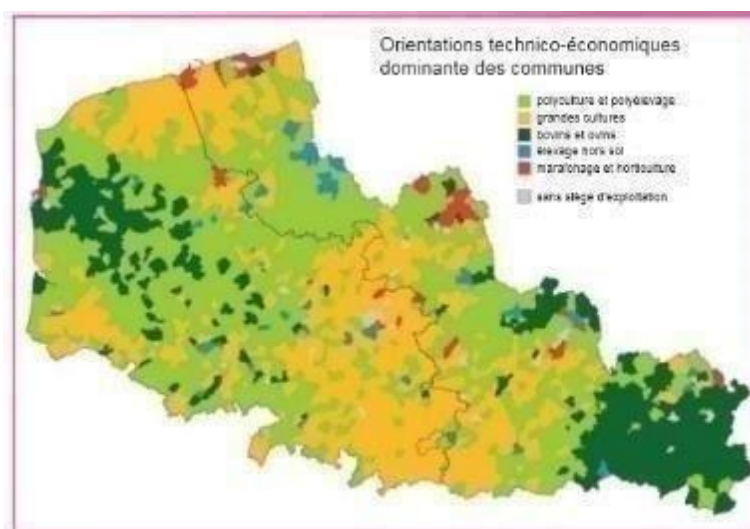 Orientations technico-économiques
dominante des communes
polyculture et polyélevage
grandes cultures
bovins et ovins
élevage hors sol
maraîchage et horticulture
sans siège d'exploitation